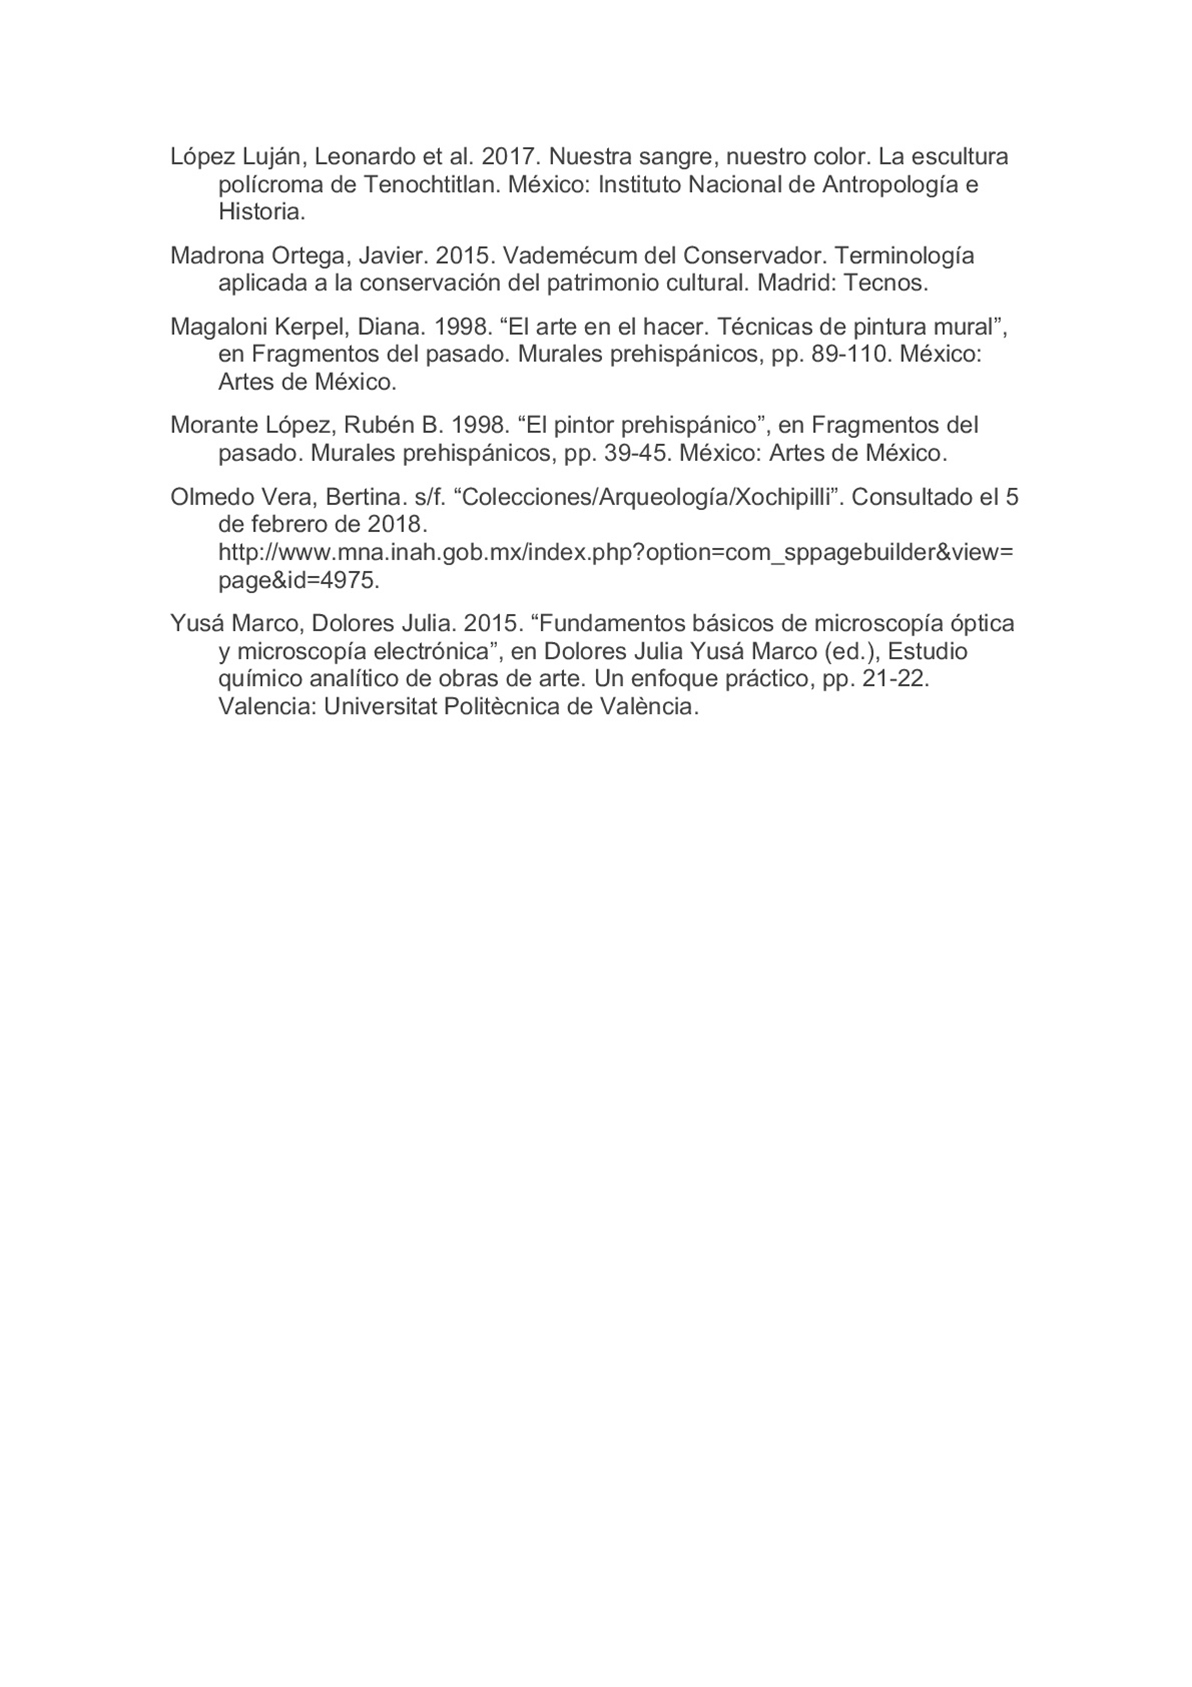 López Luján, Leonardo et al. 2017. Nuestra sangre, nuestro color. La escultura
polícroma de Tenochtitlan. México: Instituto Nacional de Antropología e
Historia.
Madrona Ortega, Javier. 2015. Vademécum del Conservador. Terminología
aplicada a la conservación del patrimonio cultural. Madrid: Tecnos.
Magaloni Kerpel, Diana. 1998. “El arte en el hacer. Técnicas de pintura mural”,
en Fragmentos del pasado. Murales prehispánicos, pp. 89-110. México:
Artes de México.
Morante López, Rubén B. 1998. “El pintor prehispánico”, en Fragmentos del
pasado. Murales prehispánicos, pp. 39-45. México: Artes de México.
Olmedo Vera, Bertina. s/f. “Colecciones/Arqueología/Xochipilli”. Consultado el 5
de febrero de 2018.
http://www.mna.inah.gob.mx/index.php?option=com_sppagebuilder&view=
page&id=4975.
Yusá Marco, Dolores Julia. 2015. “Fundamentos básicos de microscopía óptica
y microscopía electrónica”, en Dolores Julia Yusá Marco (ed.), Estudio
químico analítico de obras de arte. Un enfoque práctico, pp. 21-22.
Valencia: Universitat Politècnica de València.